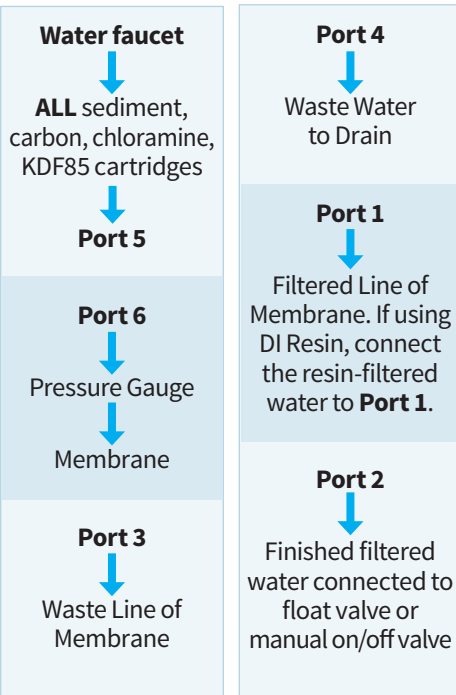 Water faucet
ALL sediment,
carbon, chloramine,
KDF85 cartridges
Port 5
Port 6
Pressure Gauge
Membrane
Port 3
Waste Line of
Membrane
Port 4
Waste Water
to Drain
Port 1
Filtered Line of
Membrane. If using
DI Resin, connect
the resin-filtered
water to Port 1.
Port 2
Finished filtered
water connected to
float valve or
manual on/off valve